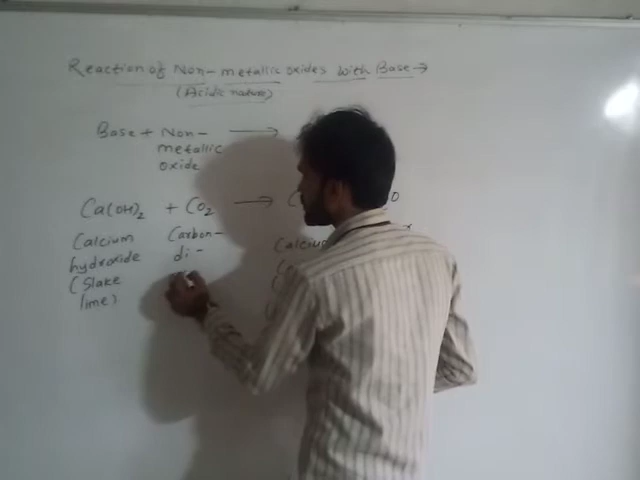 Reaction of Non-metallic oxides with Base →
(Acidic nature)
Base + Non- →
metallic
oxide
Ca(OH)₂ + CO₂ → C O
Calcium Carbon- Calcium
hydroxide di-
(Slake
lime)